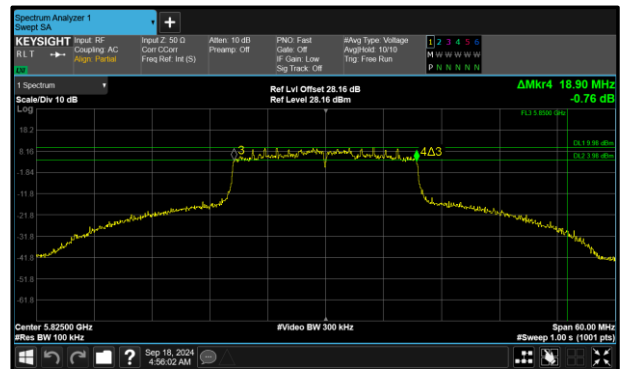 Spectrum Analyzer 1
Swept SA
+
KEYSIGHT
RLT
LNI
Input: RF
Coupling: AC
Align: Partial
Input Z: 50 Ω
Corr CCorr
Freq Ref: Int (S)
Atten: 10 dB
Preamp: Off
PNO: Fast
Gate: Off
IF Gain: Low
Sig Track: Off
#Avg Type: Voltage
Avg|Hold: 10/10
Trig: Free Run
1 2 3 4 5 6
M W W W W W
P N N N N N
1 Spectrum
Scale/Div 10 dB
Log
Ref Lvl Offset 28.16 dB
Ref Level 28.16 dBm
ΔMkr4 18.90 MHz
-0.76 dB
FL3 5.8500 GHz
18.2
DL1 9.98 dBm
8.16
3
4Δ3
DL2 3.98 dBm
-1.84
-11.8
-21.8
-31.8
-41.8
-51.8
-61.8
Center 5.82500 GHz
#Res BW 100 kHz
#Video BW 300 kHz
Span 60.00 MHz
#Sweep 1.00 s (1001 pts)
?
Sep 18, 2024
4:56:02 AM